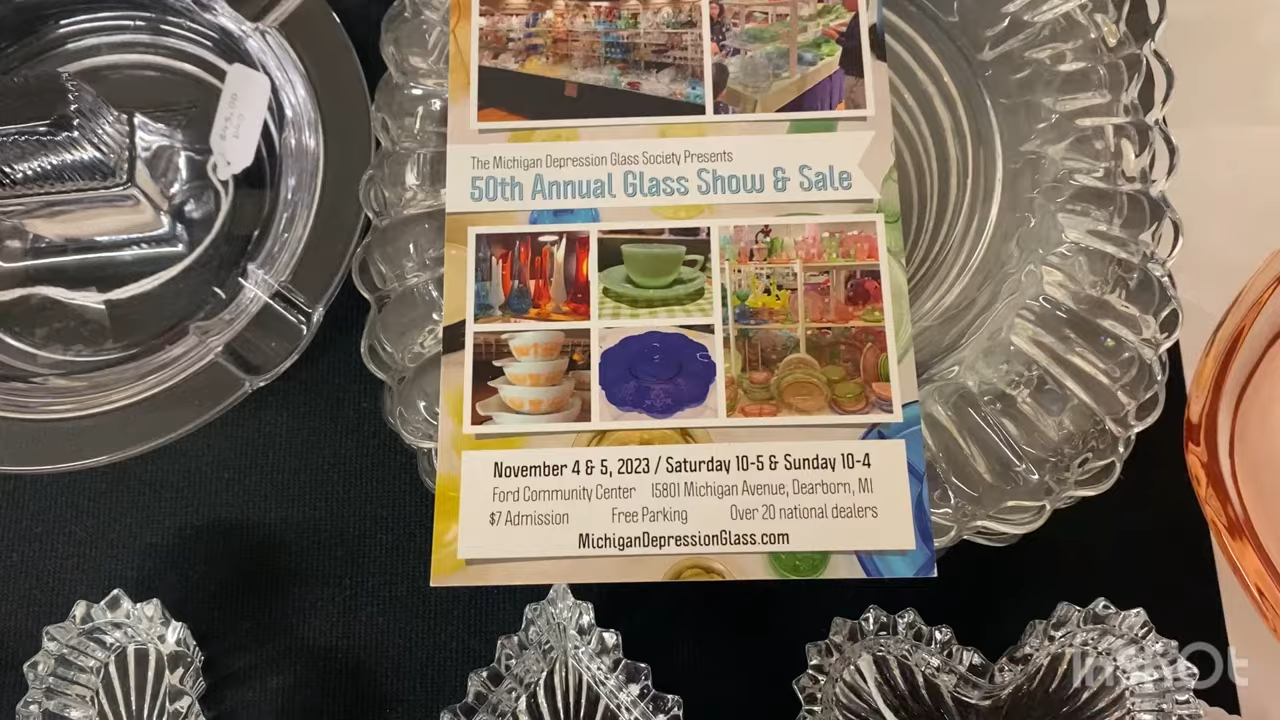 The Michigan Depression Glass Society Presents
50th Annual Glass Show & Sale
November 4 & 5, 2023 / Saturday 10-5 & Sunday 10-4
Ford Community Center 15801 Michigan Avenue, Dearborn, MI
$7 Admission Free Parking Over 20 national dealers
MichiganDepressionGlass.com
InShOt